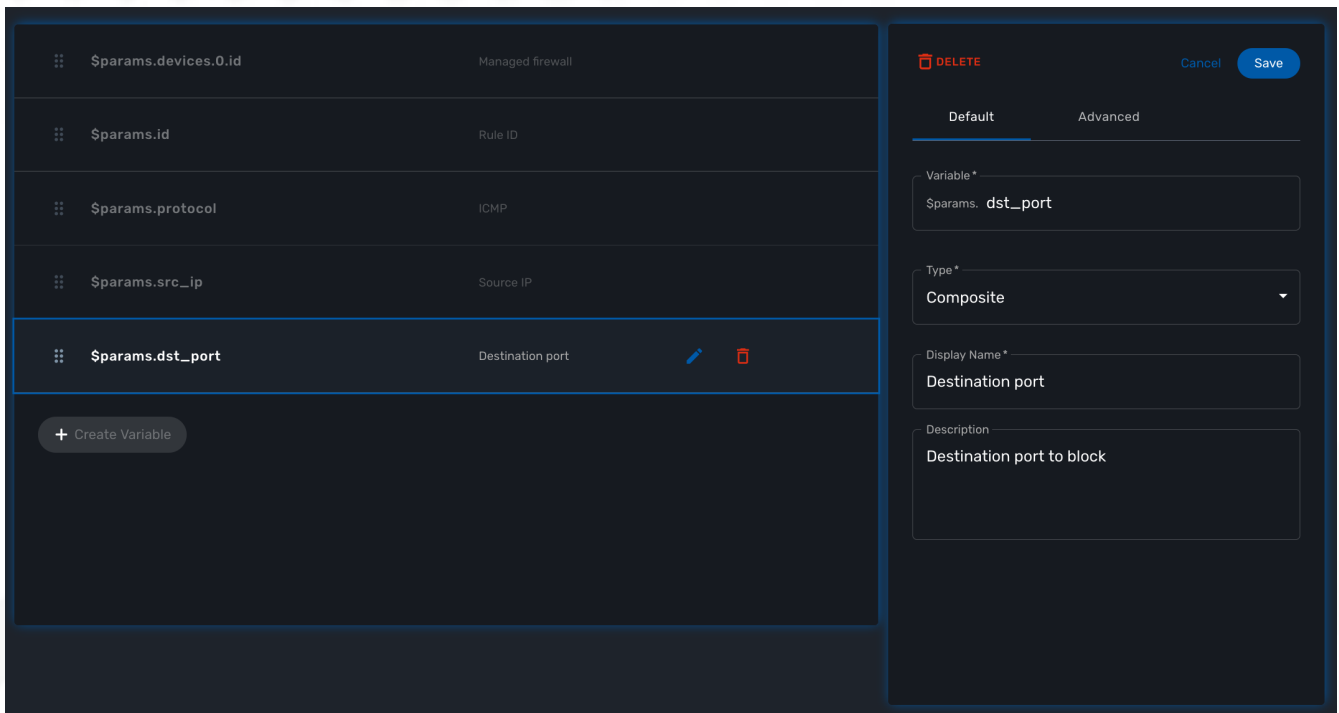 $params.devices.0.id
Managed firewall
$params.id
Rule ID
$params.protocol
ICMP
$params.src_ip
Source IP
$params.dst_port
Destination port
+ Create Variable
DELETE
Cancel
Save
Default
Advanced
Variable*
$params. dst_port
Type*
Composite
Display Name*
Destination port
Description
Destination port to block